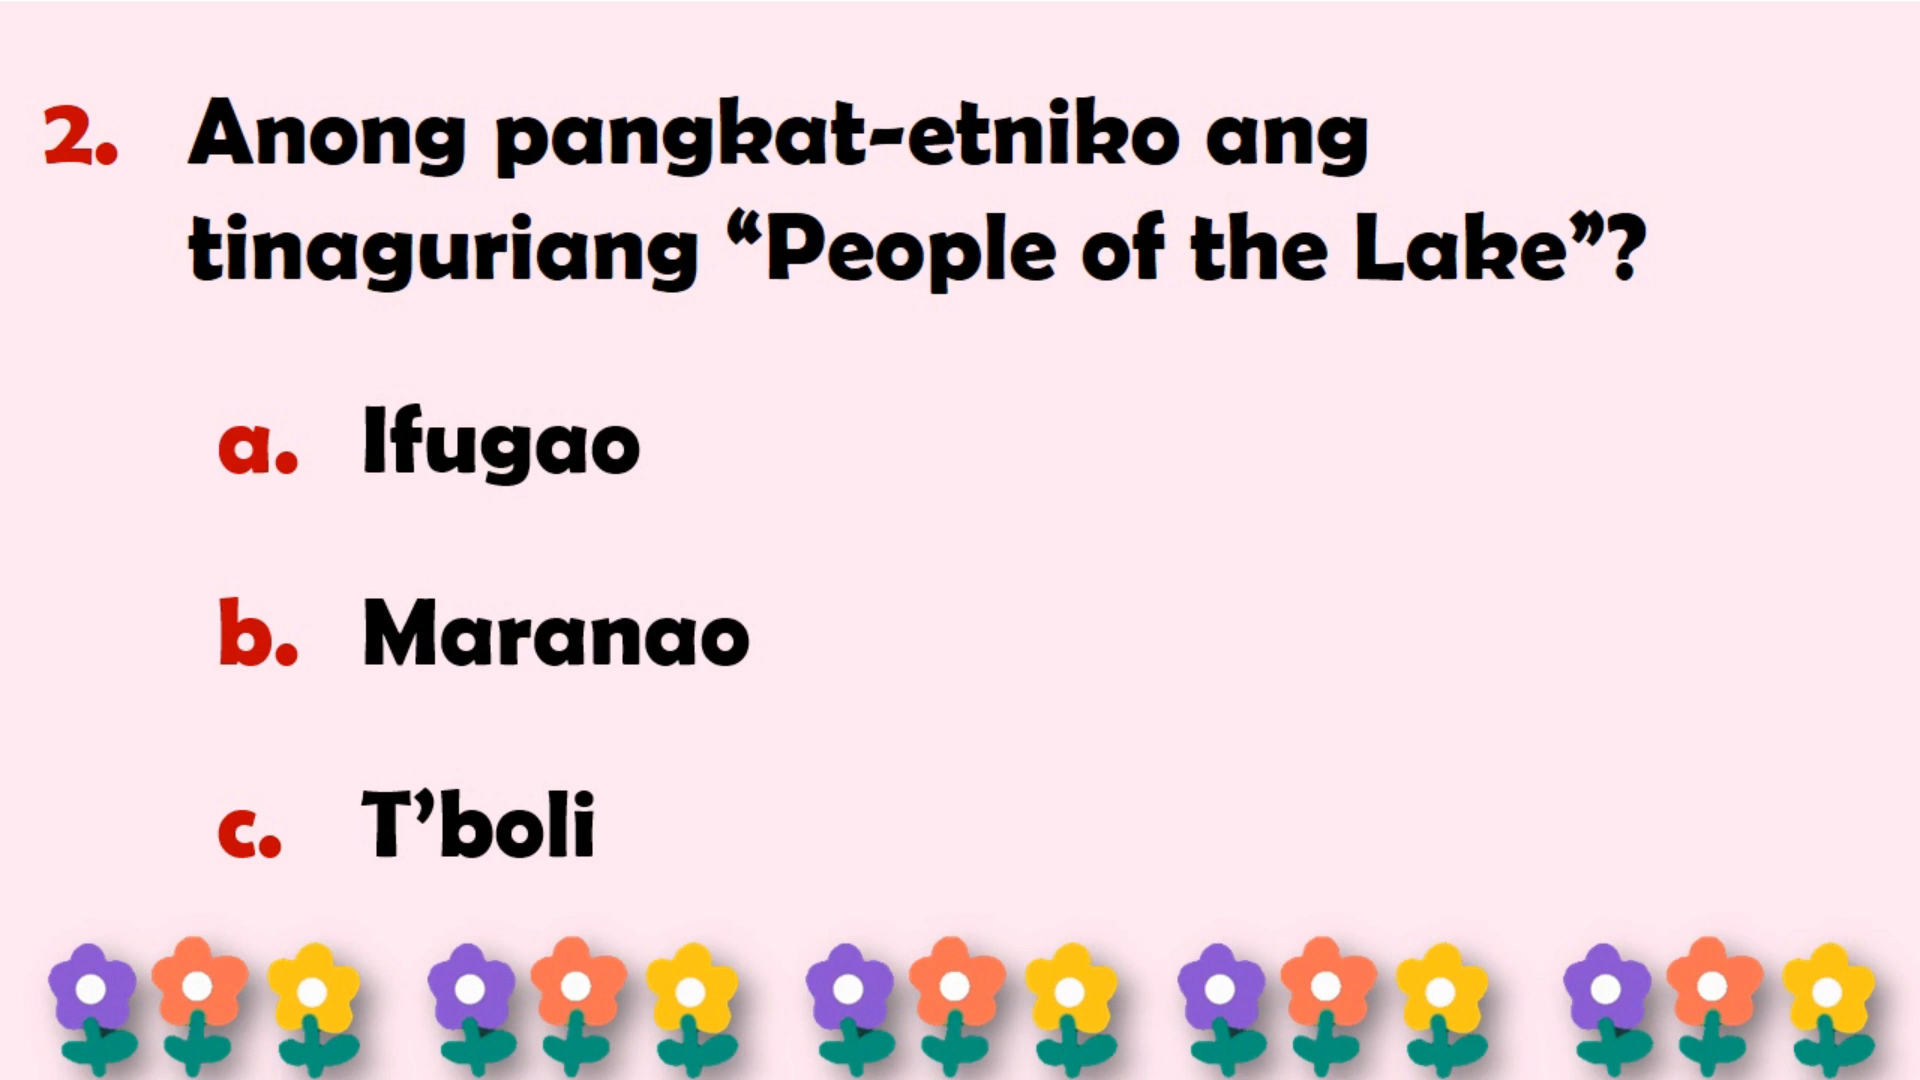 2. Anong pangkat-etniko ang
tinaguriang “People of the Lake”?
a. Ifugao
b. Maranao
c. T’boli